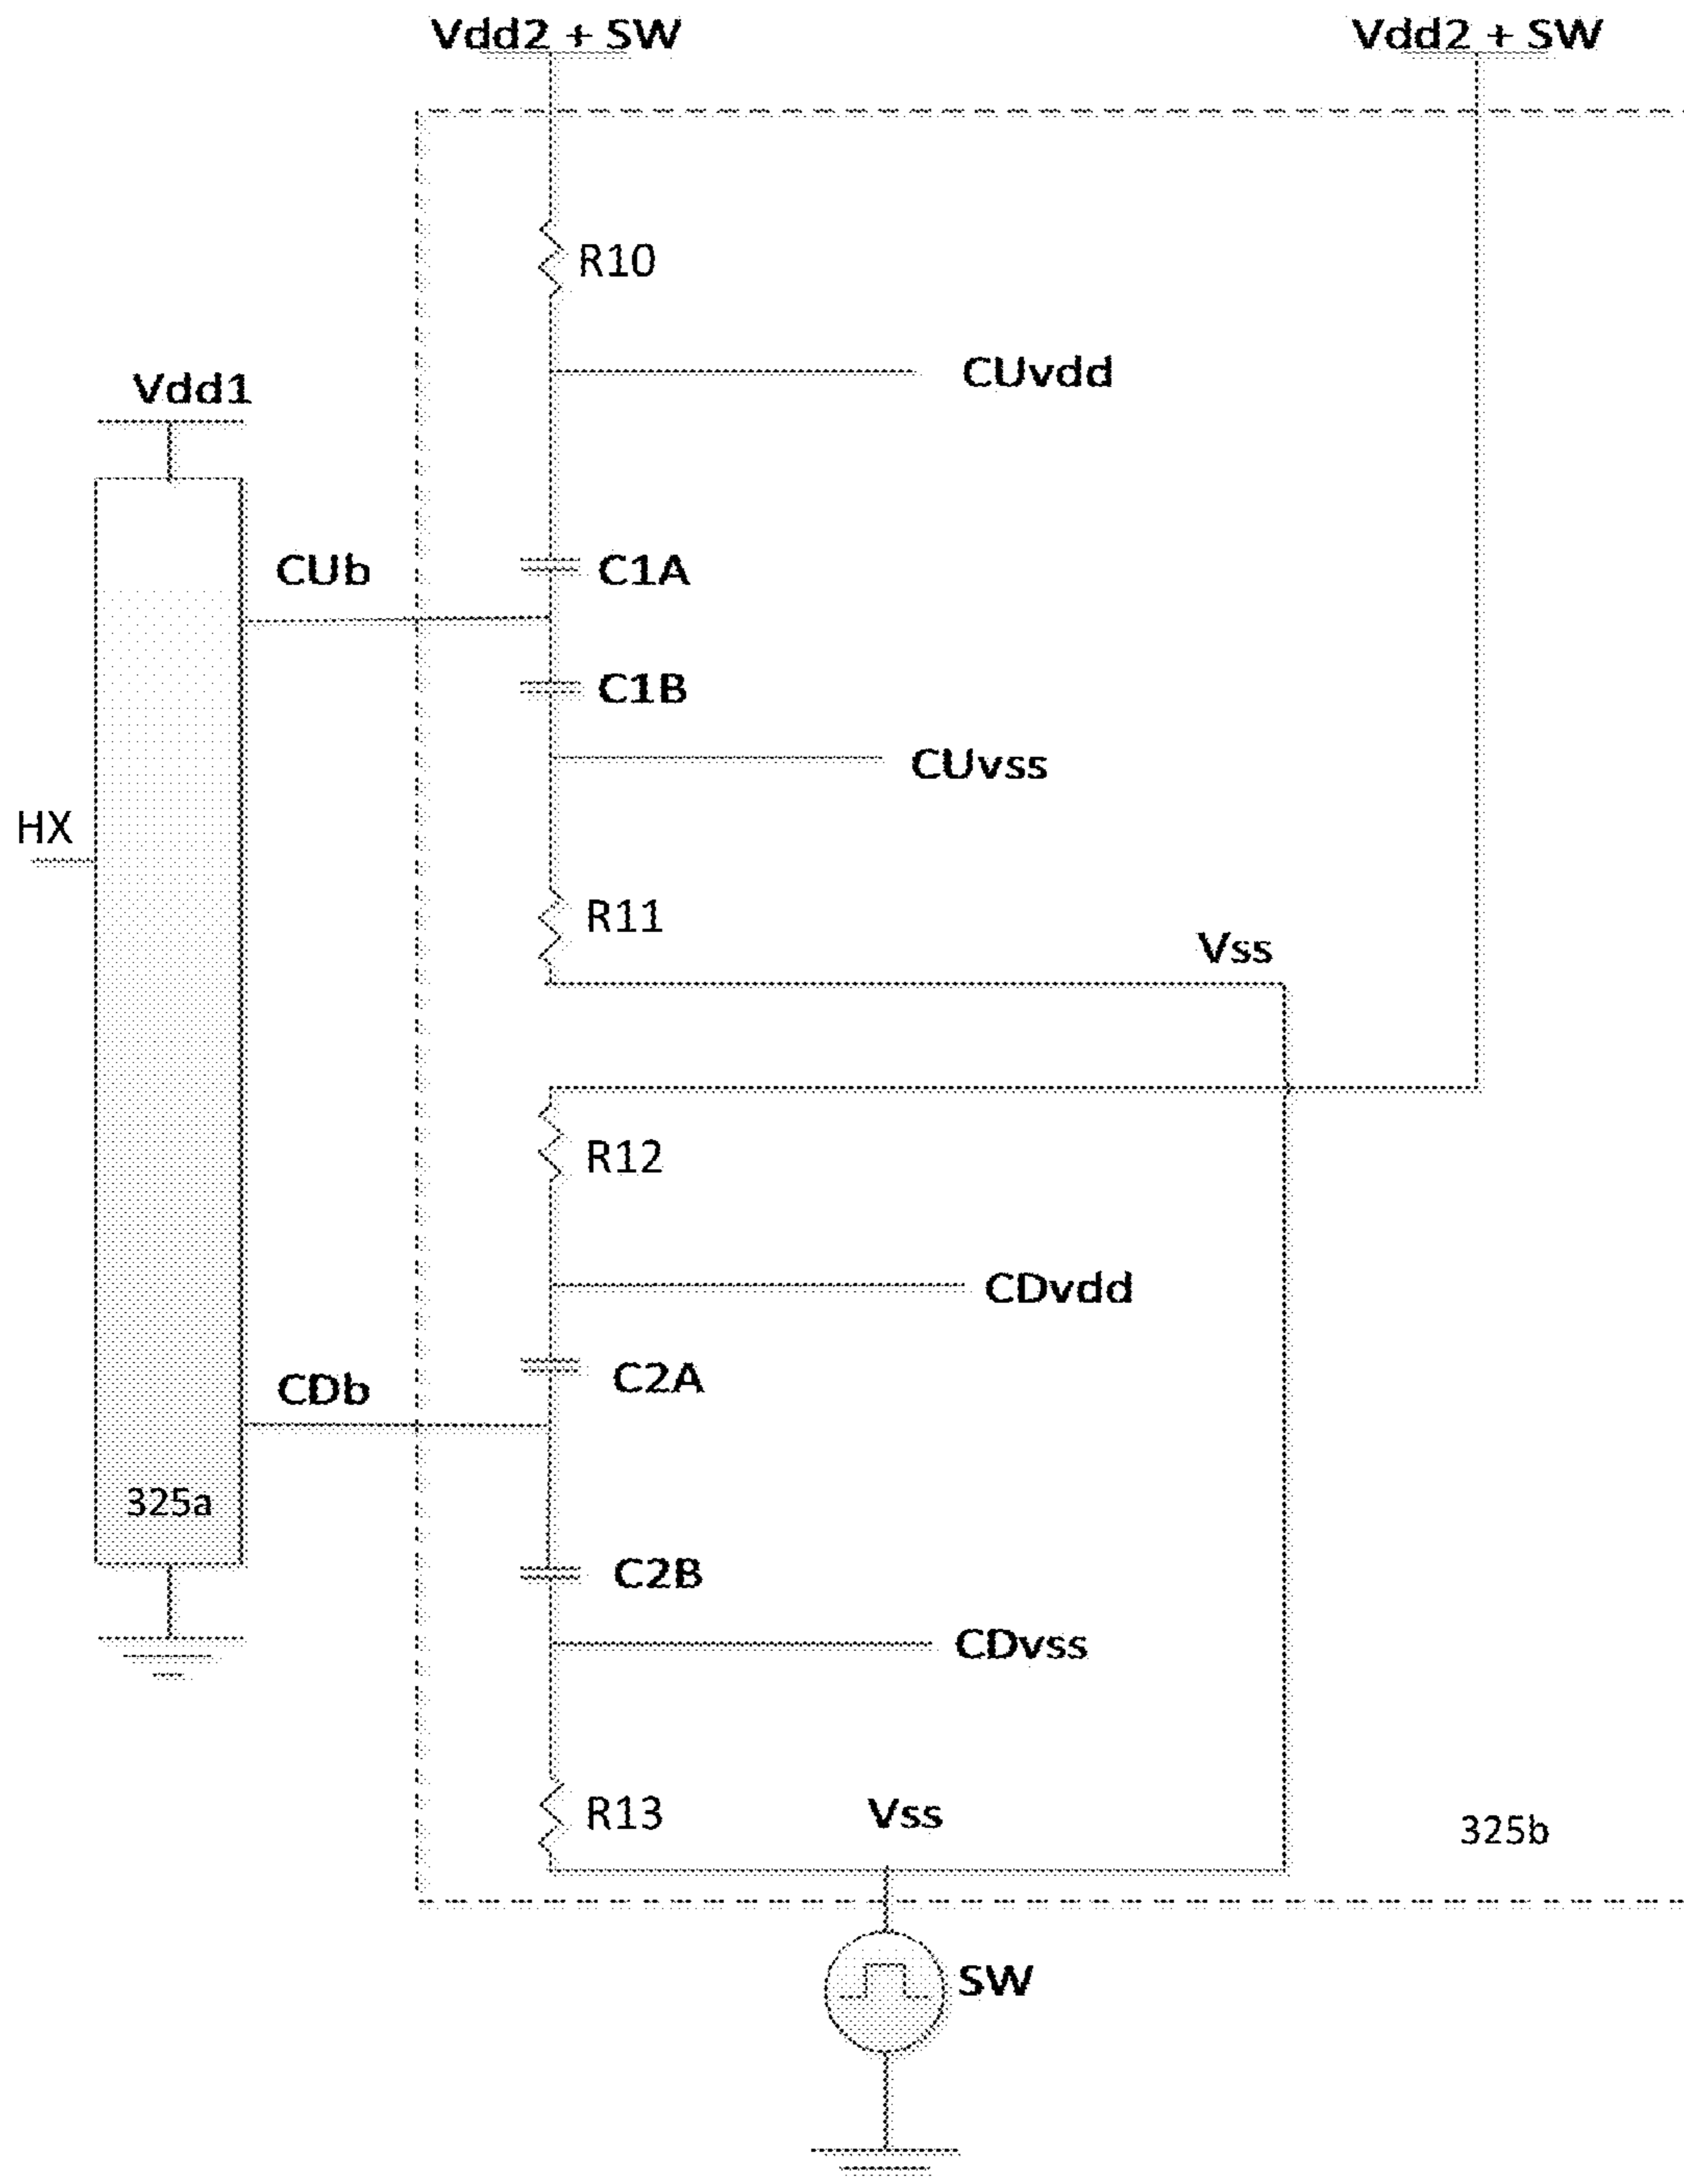 Vdd2 + SW
Vdd2 + SW
R10
CUvdd
Vdd1
CUb
C1A
C1B
CUvss
HX
R11
Vss
R12
CDvdd
C2A
CDb
325a
C2B
CDvss
R13
Vss
325b
SW